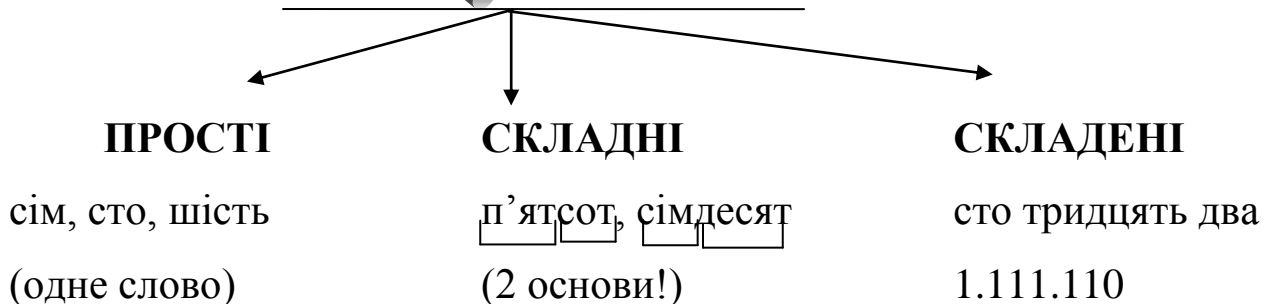 ПРОСТІ СКЛАДНІ СКЛАДЕНІ
сім, сто, шість п’ятсот, сімдесят сто тридцять два
(одне слово) (2 основи!) 1.111.110